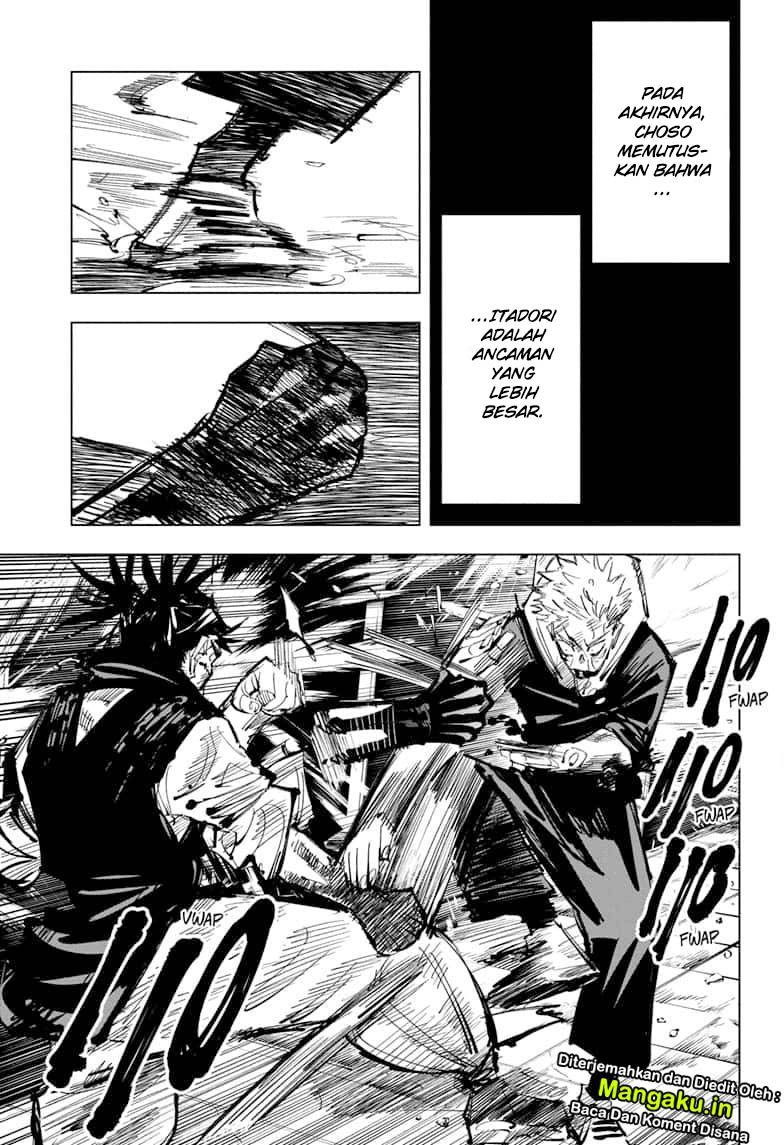 PADA
AKHIRNYA,
CHOSO
MEMUTUS-
KAN BAHWA
...
...ITADORI
ADALAH
ANCAMAN
YANG
LEBIH
BESAR.
FWAP
FWAP
FWAP
VWAP
Diterjemahkan dan Diedit Oleh :
Mangaku.in
Baca Dan Koment Disana